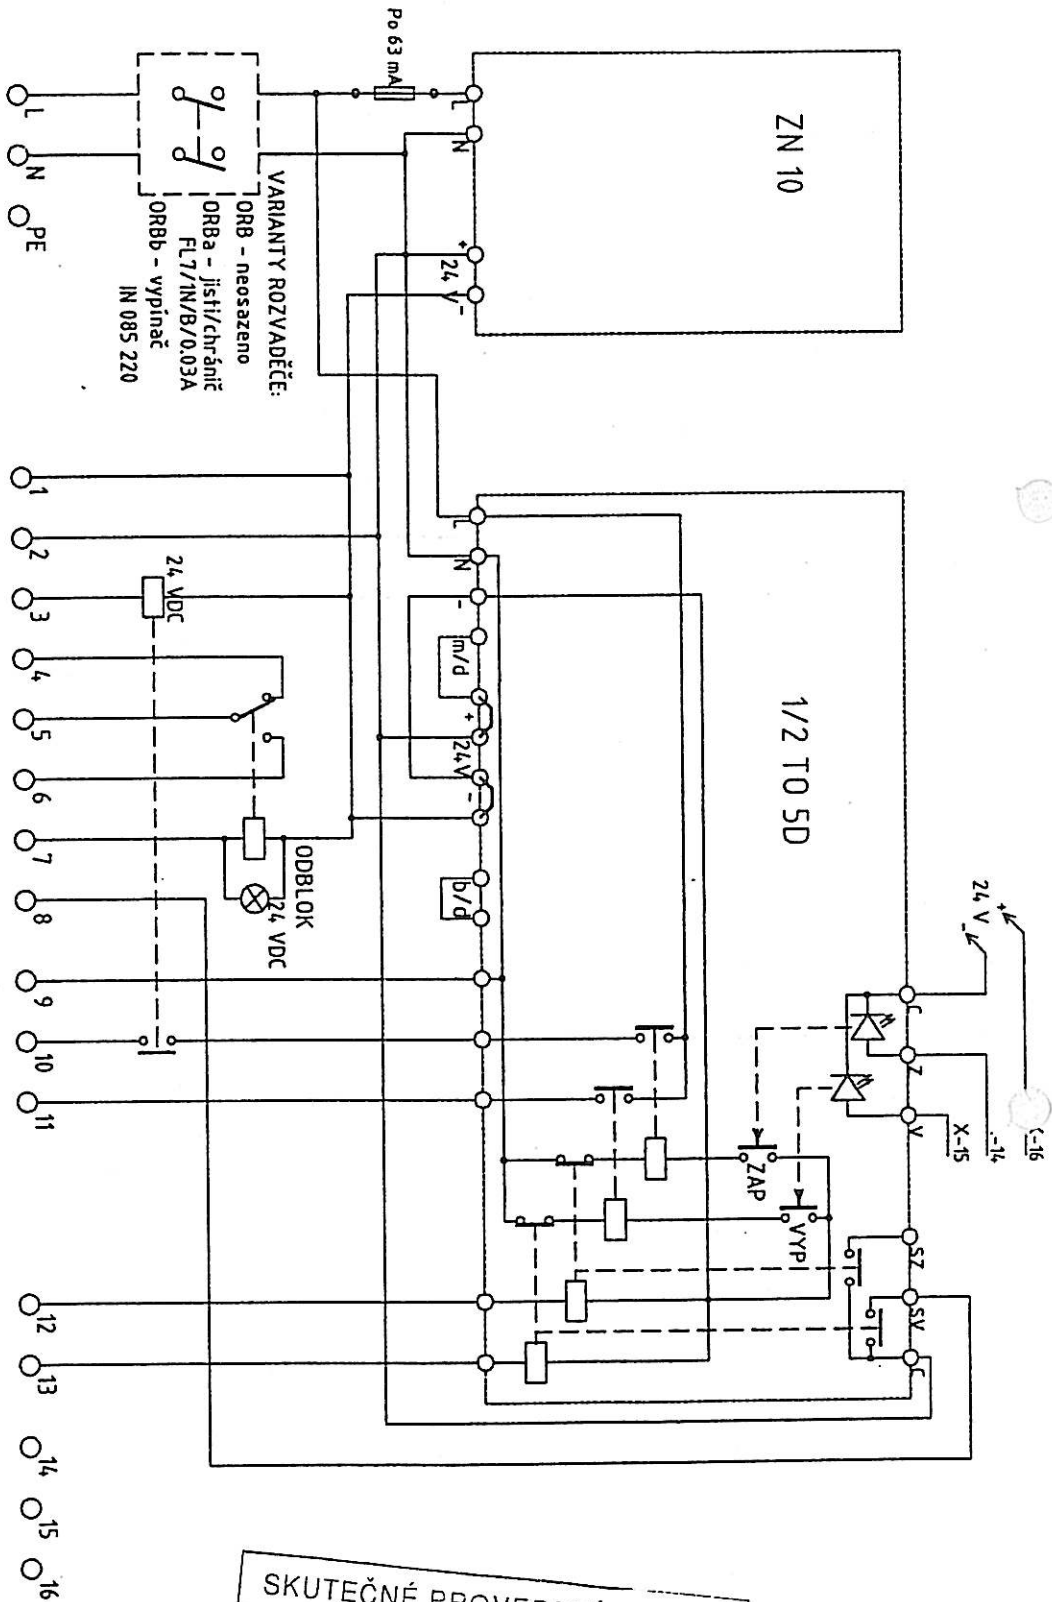 ZN 10
1/2 TO 5D
24 V
+
-
X-15
-14
-16
C
Z
V
SZ
SV
C
ZAP
VYP
Po 63 mA
L
N
+
24 V
-
L
N
-
m/d
+
24V
-
b/d
VARIANTY ROZVADĚČE:
ORB - neosazeno
ORBa - jisti/chránič
FL7/1N/B/0.03A
ORBb - vypínač
IN 085 220
24 VDC
ODBLOK
24 VDC
L
N
PE
1
2
3
4
5
6
7
8
9
10
11
12
13
14
15
16
SKUTEČNÉ